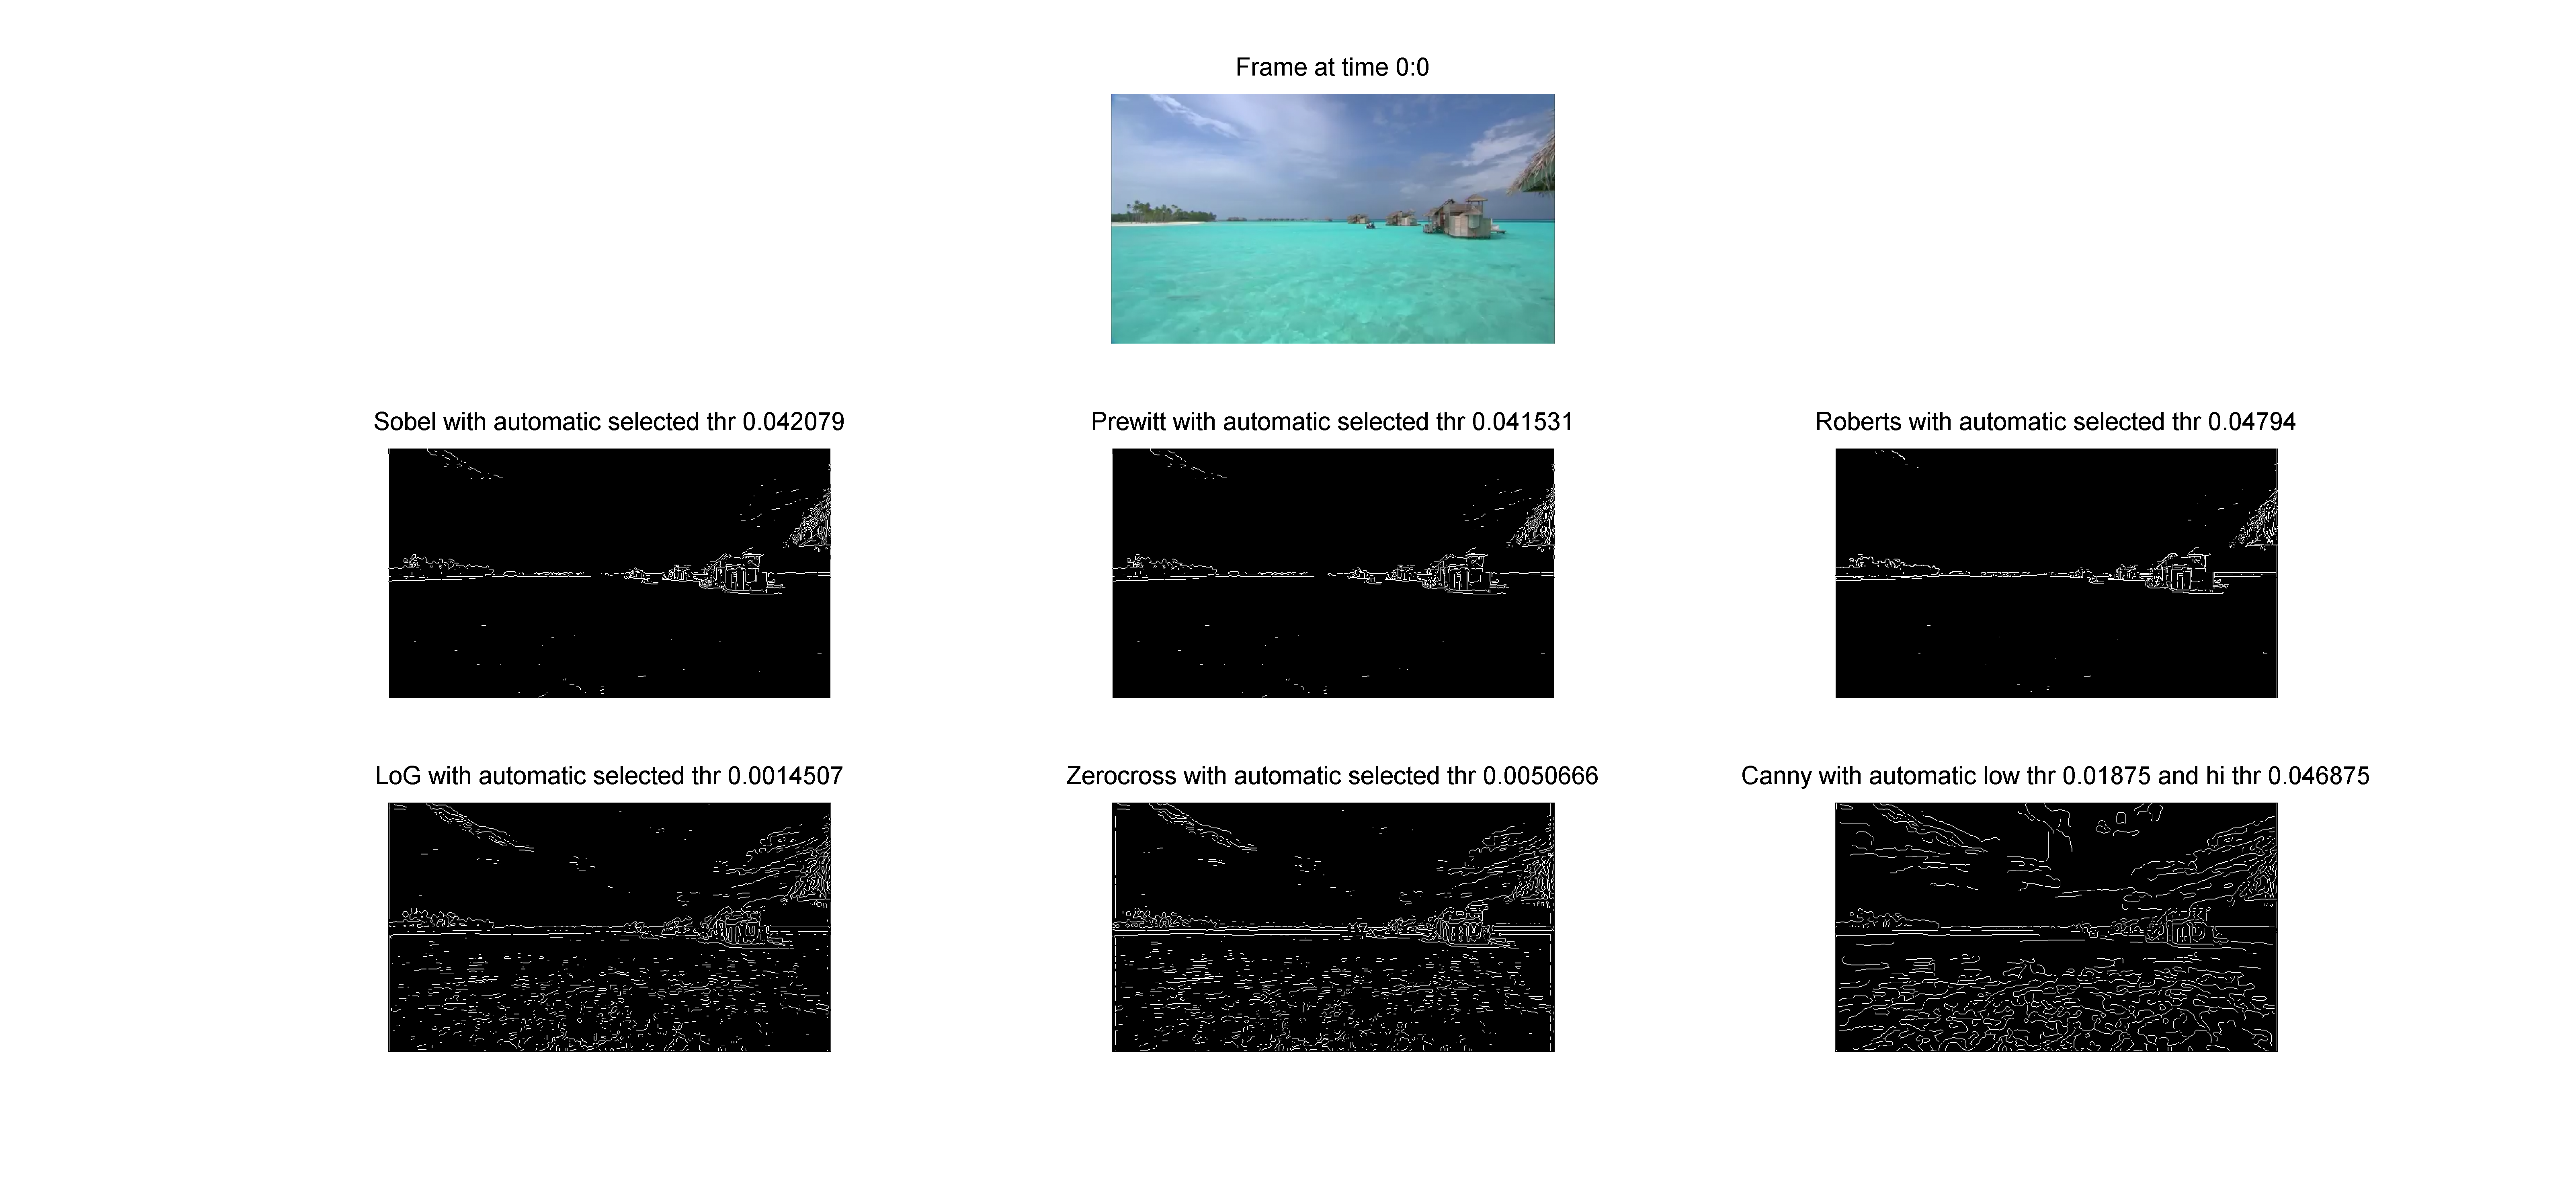 Frame at time 0:0
Sobel with automatic selected thr 0.042079
Prewitt with automatic selected thr 0.041531
Roberts with automatic selected thr 0.04794
LoG with automatic selected thr 0.0014507
Zerocross with automatic selected thr 0.0050666
Canny with automatic low thr 0.01875 and hi thr 0.046875